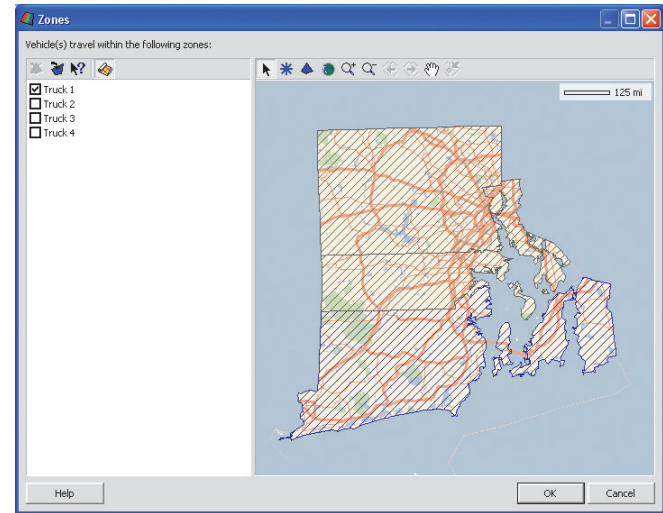 Zones
Vehicle(s) travel within the following zones:
Truck 1
Truck 2
Truck 3
Truck 4
125 mi
Help
OK
Cancel